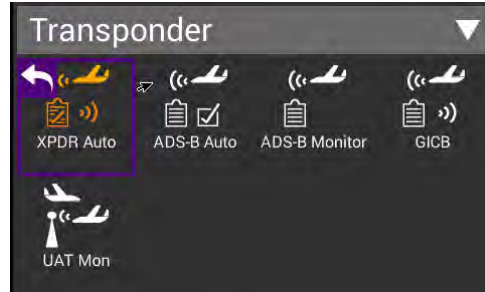 Transponder
XPDR Auto
ADS-B Auto
ADS-B Monitor
GICB
UAT Mon